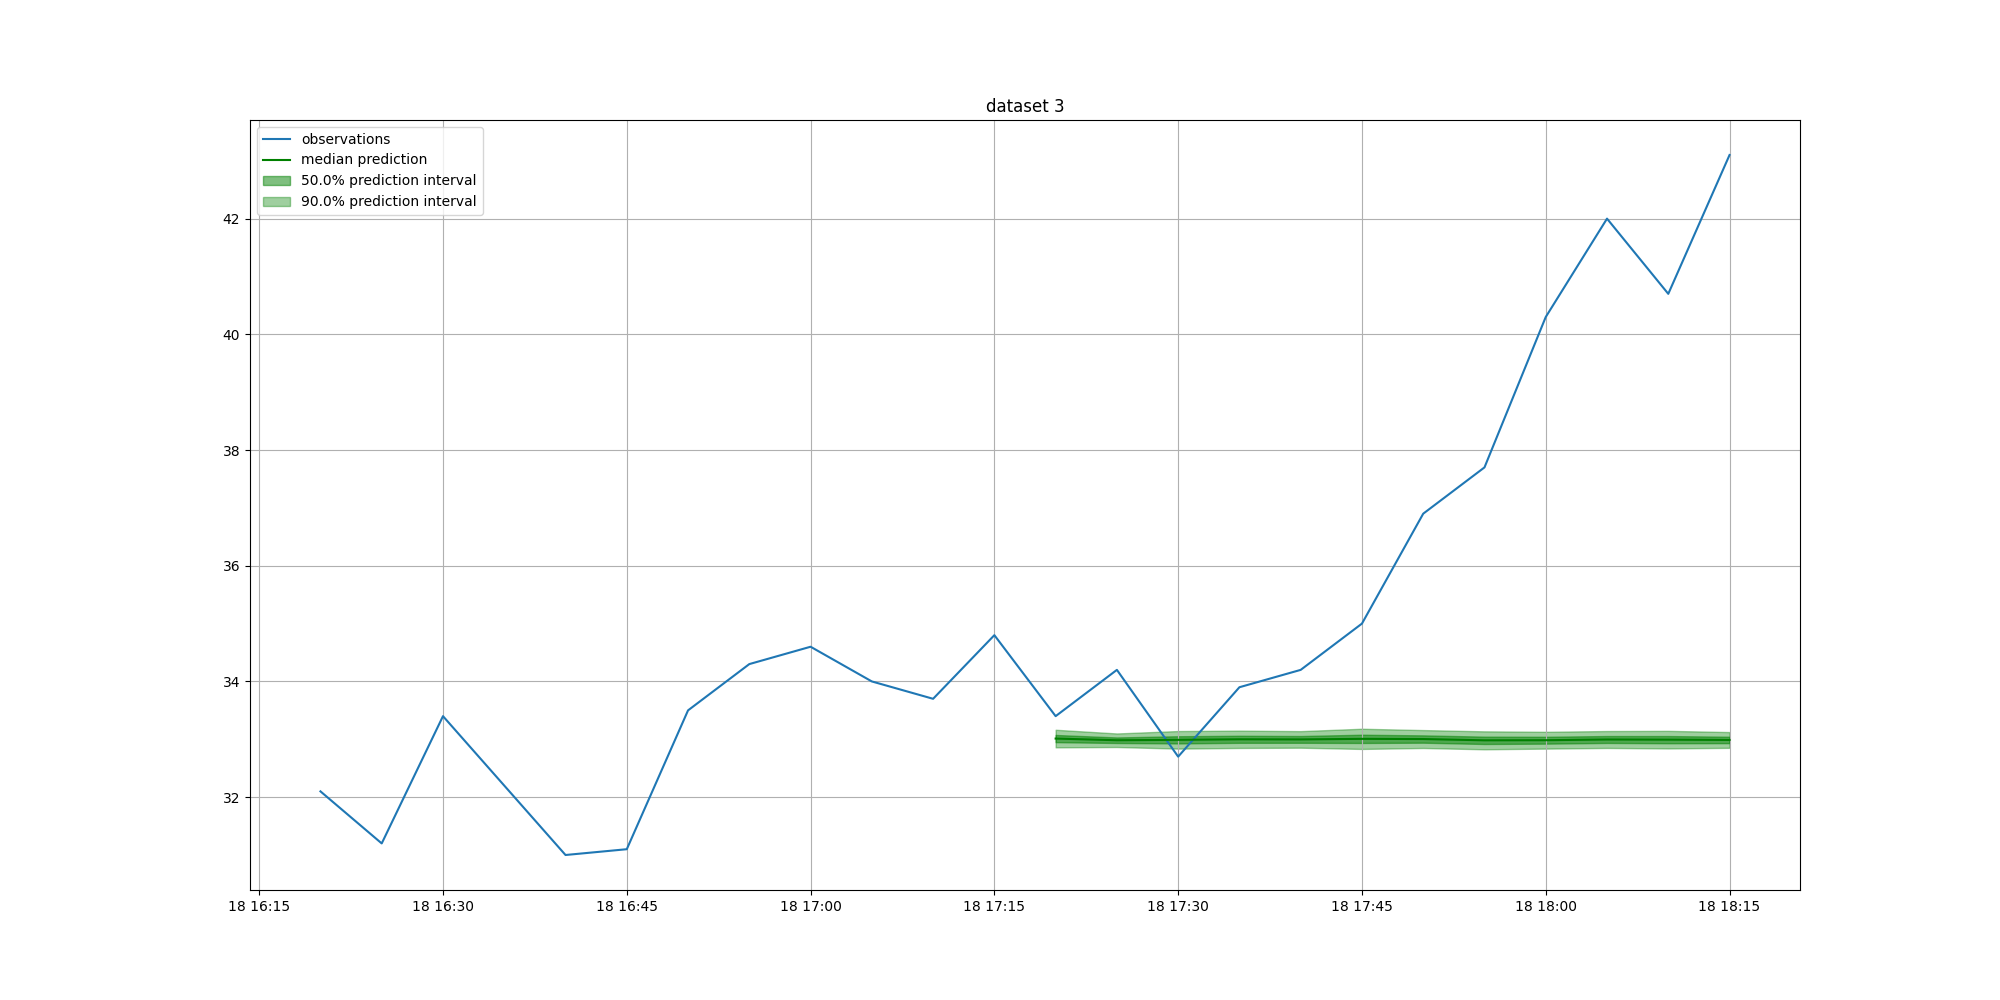 dataset 3
observations
median prediction
50.0% prediction interval
90.0% prediction interval
42
40
38
36
34
32
18 16:15 18 16:30 18 16:45 18 17:00 18 17:15 18 17:30 18 17:45 18 18:00 18 18:15